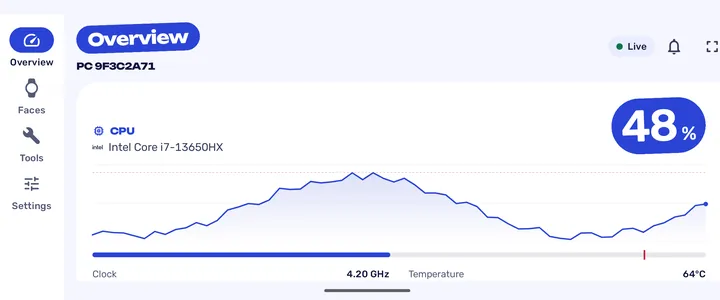 Overview
PC 9F3C2A71
Live
Overview
Faces
Tools
Settings
CPU
intel Intel Core i7-13650HX
48%
Clock 4.20 GHz
Temperature 64°C